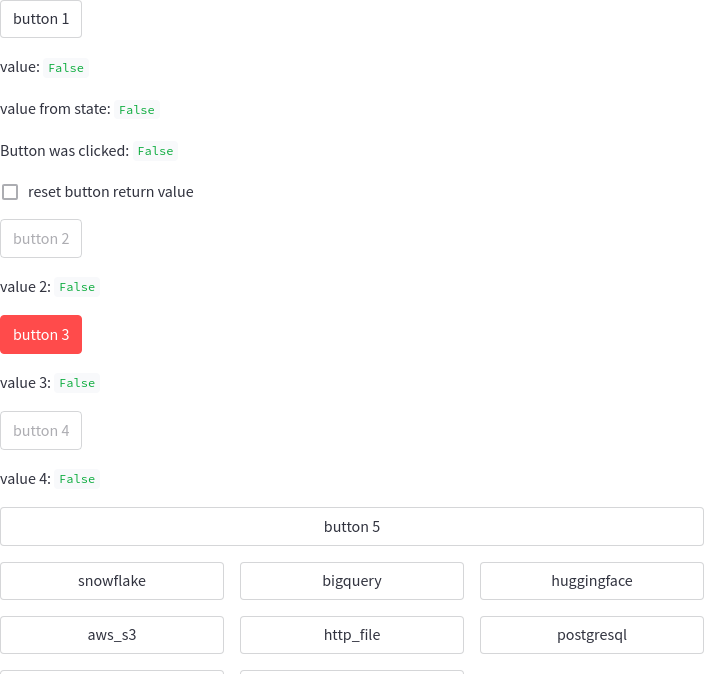 button 1
value: False
value from state: False
Button was clicked: False
reset button return value
button 2
value 2: False
button 3
value 3: False
button 4
value 4: False
button 5
snowflake bigquery huggingface
aws_s3 http_file postgresql